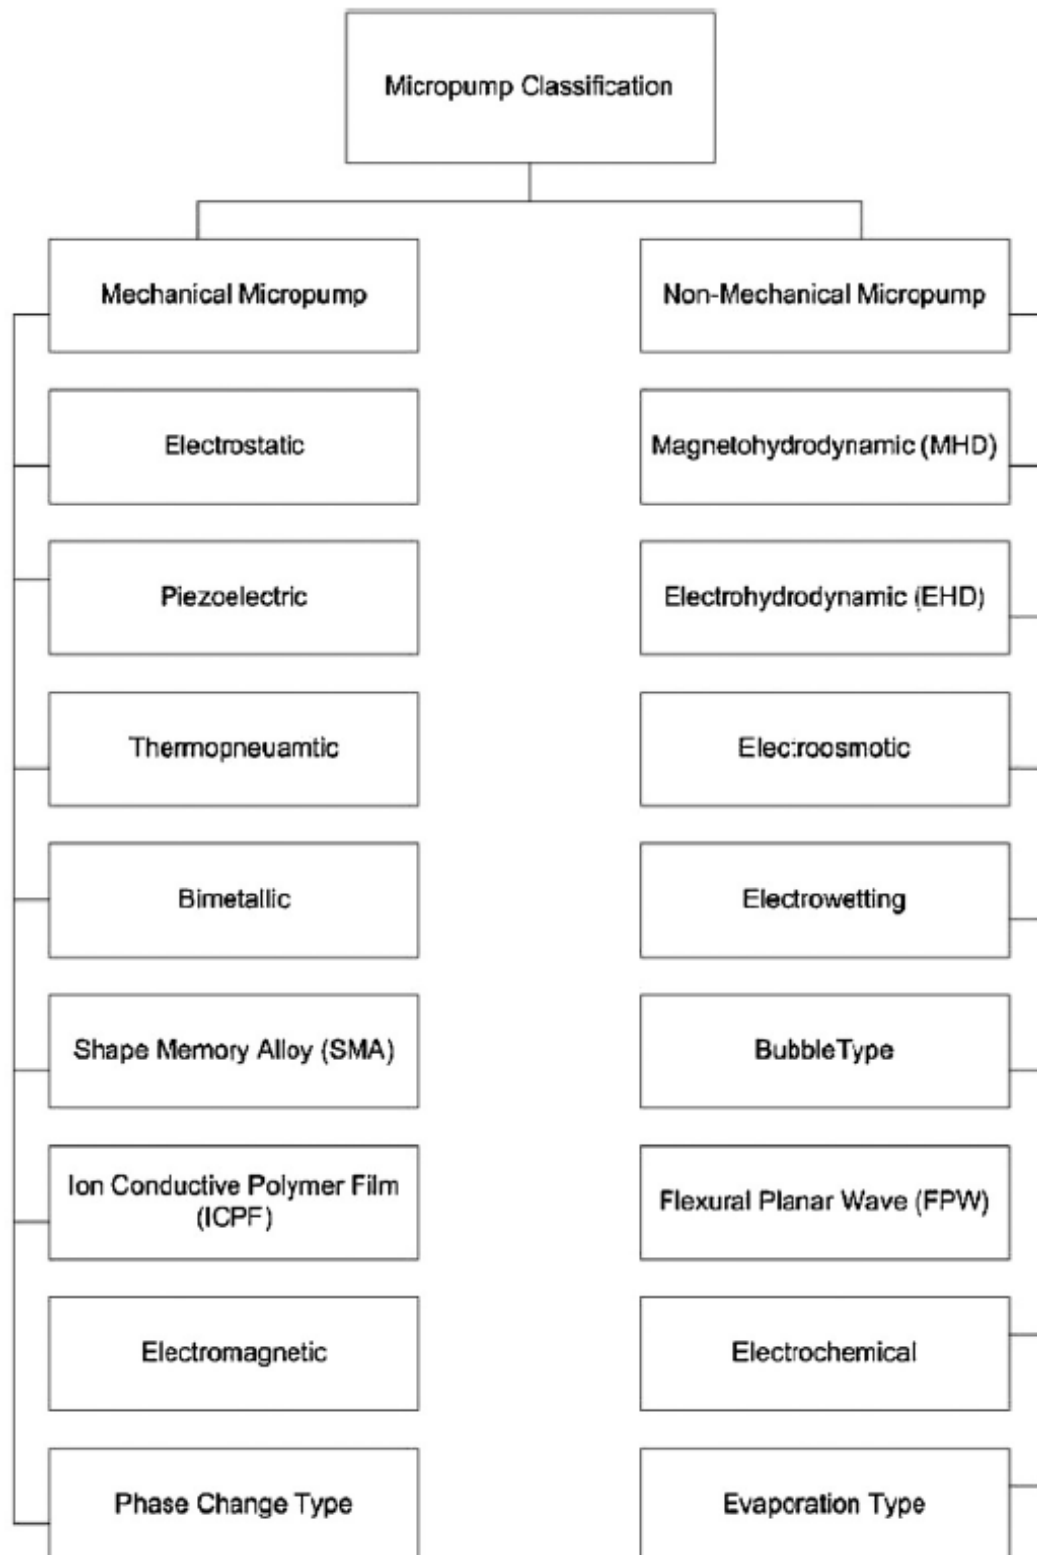 Micropump Classification
Mechanical Micropump
Electrostatic
Piezoelectric
Thermopneuamtic
Bimetallic
Shape Memory Alloy (SMA)
Ion Conductive Polymer Film
(ICPF)
Electromagnetic
Phase Change Type
Non-Mechanical Micropump
Magnetohydrodynamic (MHD)
Electrohydrodynamic (EHD)
Electroosmotic
Electrowetting
BubbleType
Flexural Planar Wave (FPW)
Electrochemical
Evaporation Type